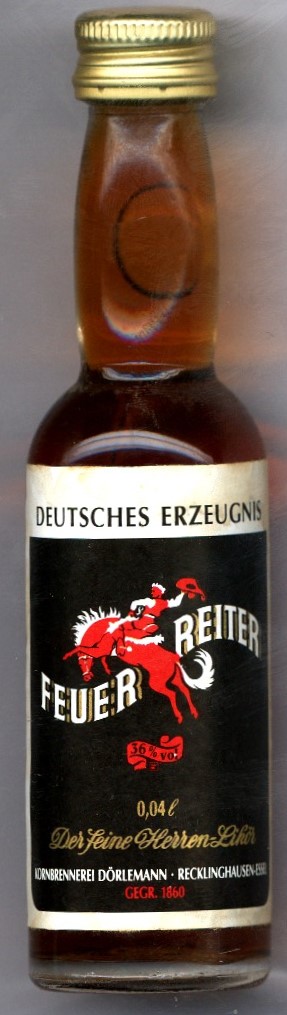 DEUTSCHES ERZEUGNIS
FEUER REITER
36% vol
0,04 l
Der feine Herren-Likör
KORNBRENNEREI DÖRLEMANN · RECKLINGHAUSEN-ESSEL
GEGR. 1860